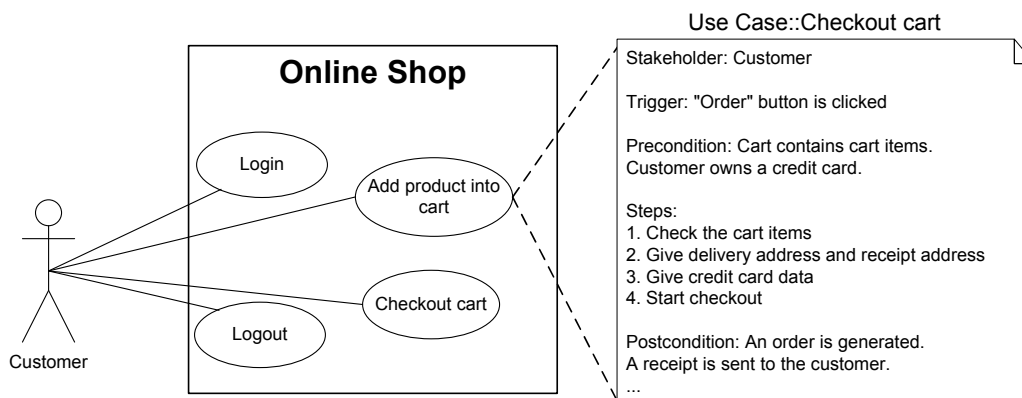 Use Case::Checkout cart
Online Shop
Login
Add product into
cart
Checkout cart
Logout
Customer
Stakeholder: Customer
Trigger: "Order" button is clicked
Precondition: Cart contains cart items.
Customer owns a credit card.
Steps:
1. Check the cart items
2. Give delivery address and receipt address
3. Give credit card data
4. Start checkout
Postcondition: An order is generated.
A receipt is sent to the customer.
...